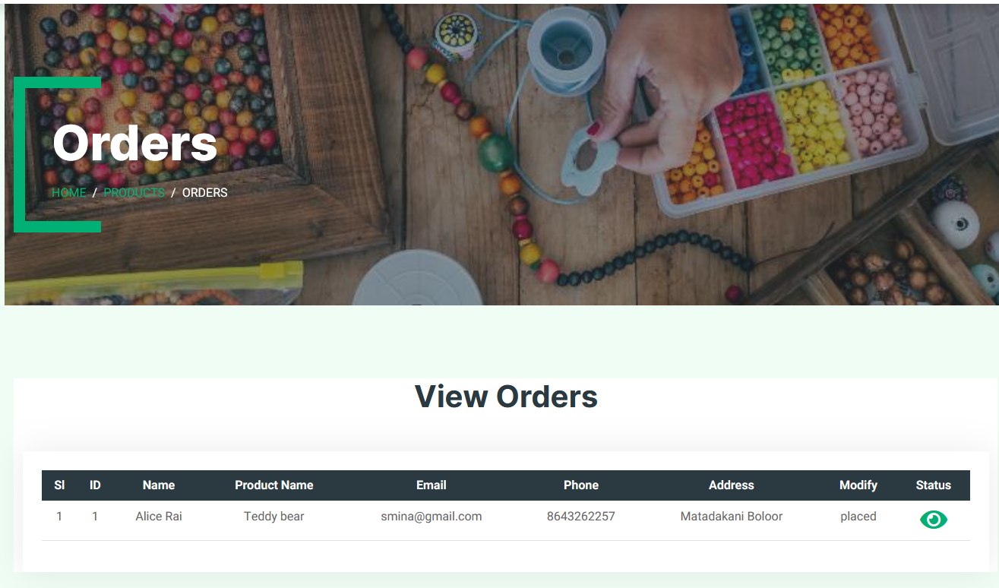 Orders
HOME / PRODUCTS / ORDERS
View Orders
Sl ID Name Product Name Email Phone Address Modify Status
1 1 Alice Rai Teddy bear smina@gmail.com 8643262257 Matadakani Boloor placed